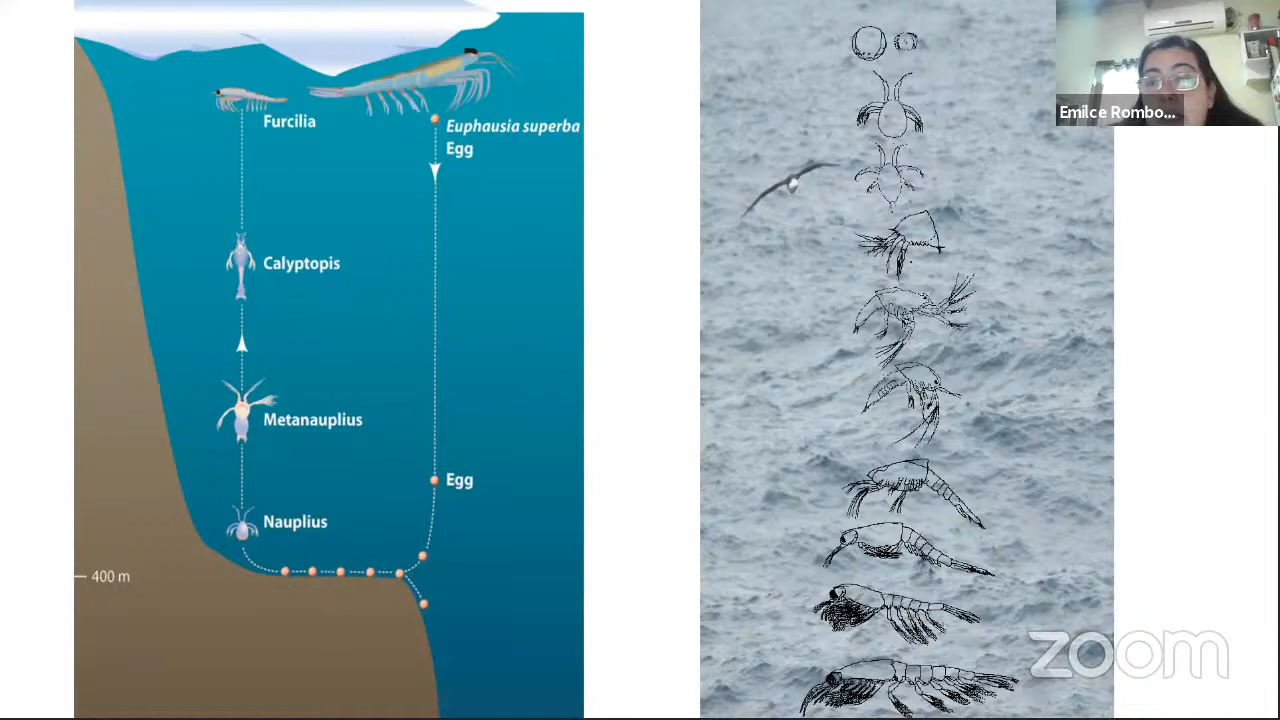 Furcilia
Euphausia superba
Egg
Calyptopis
Metanauplius
Egg
Nauplius
400 m
Emilce Rombo...
zoom